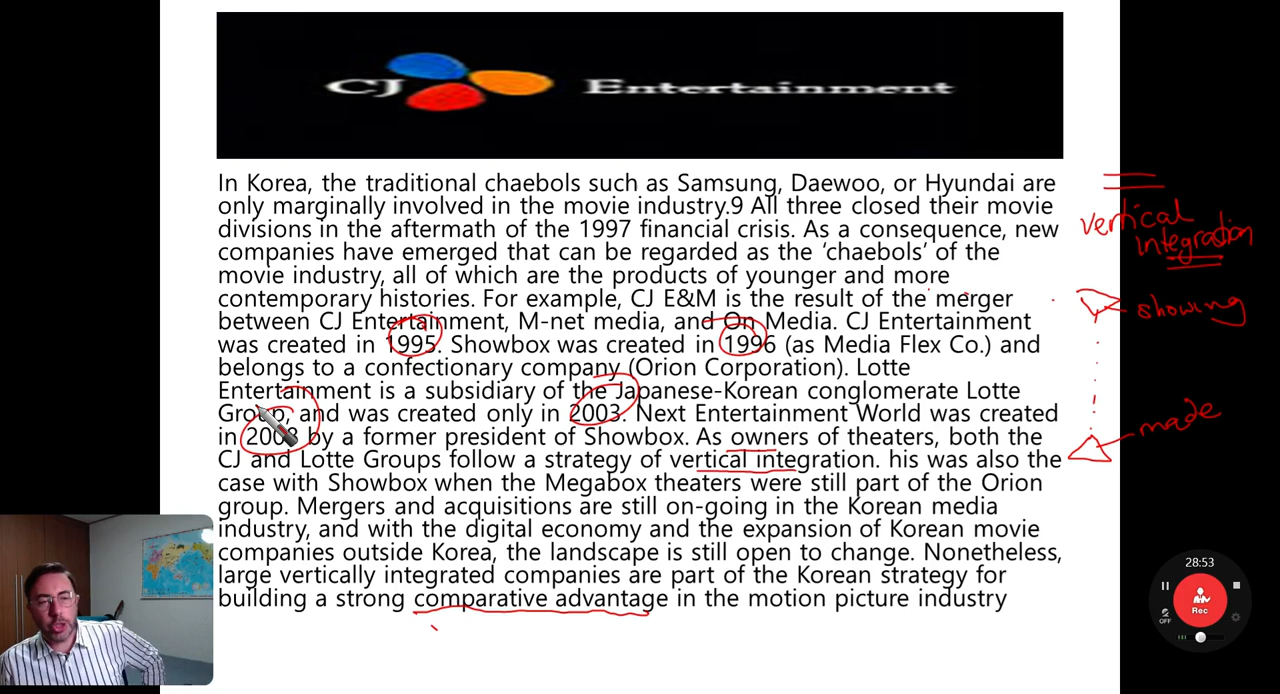 CJ Entertainment
In Korea, the traditional chaebols such as Samsung, Daewoo, or Hyundai are
only marginally involved in the movie industry.9 All three closed their movie
divisions in the aftermath of the 1997 financial crisis. As a consequence, new
companies have emerged that can be regarded as the ‘chaebols’ of the
movie industry, all of which are the products of younger and more
contemporary histories. For example, CJ E&M is the result of the merger
between CJ Entertainment, M-net media, and On Media. CJ Entertainment
was created in 1995. Showbox was created in 1996 (as Media Flex Co.) and
belongs to a confectionary company (Orion Corporation). Lotte
Entertainment is a subsidiary of the Japanese-Korean conglomerate Lotte
Group, and was created only in 2003. Next Entertainment World was created
in 2008 by a former president of Showbox. As owners of theaters, both the
CJ and Lotte Groups follow a strategy of vertical integration. his was also the
case with Showbox when the Megabox theaters were still part of the Orion
group. Mergers and acquisitions are still on-going in the Korean media
industry, and with the digital economy and the expansion of Korean movie
companies outside Korea, the landscape is still open to change. Nonetheless,
large vertically integrated companies are part of the Korean strategy for
building a strong comparative advantage in the motion picture industry
vertical
integration
showing
made
28:53
Rec
OFF